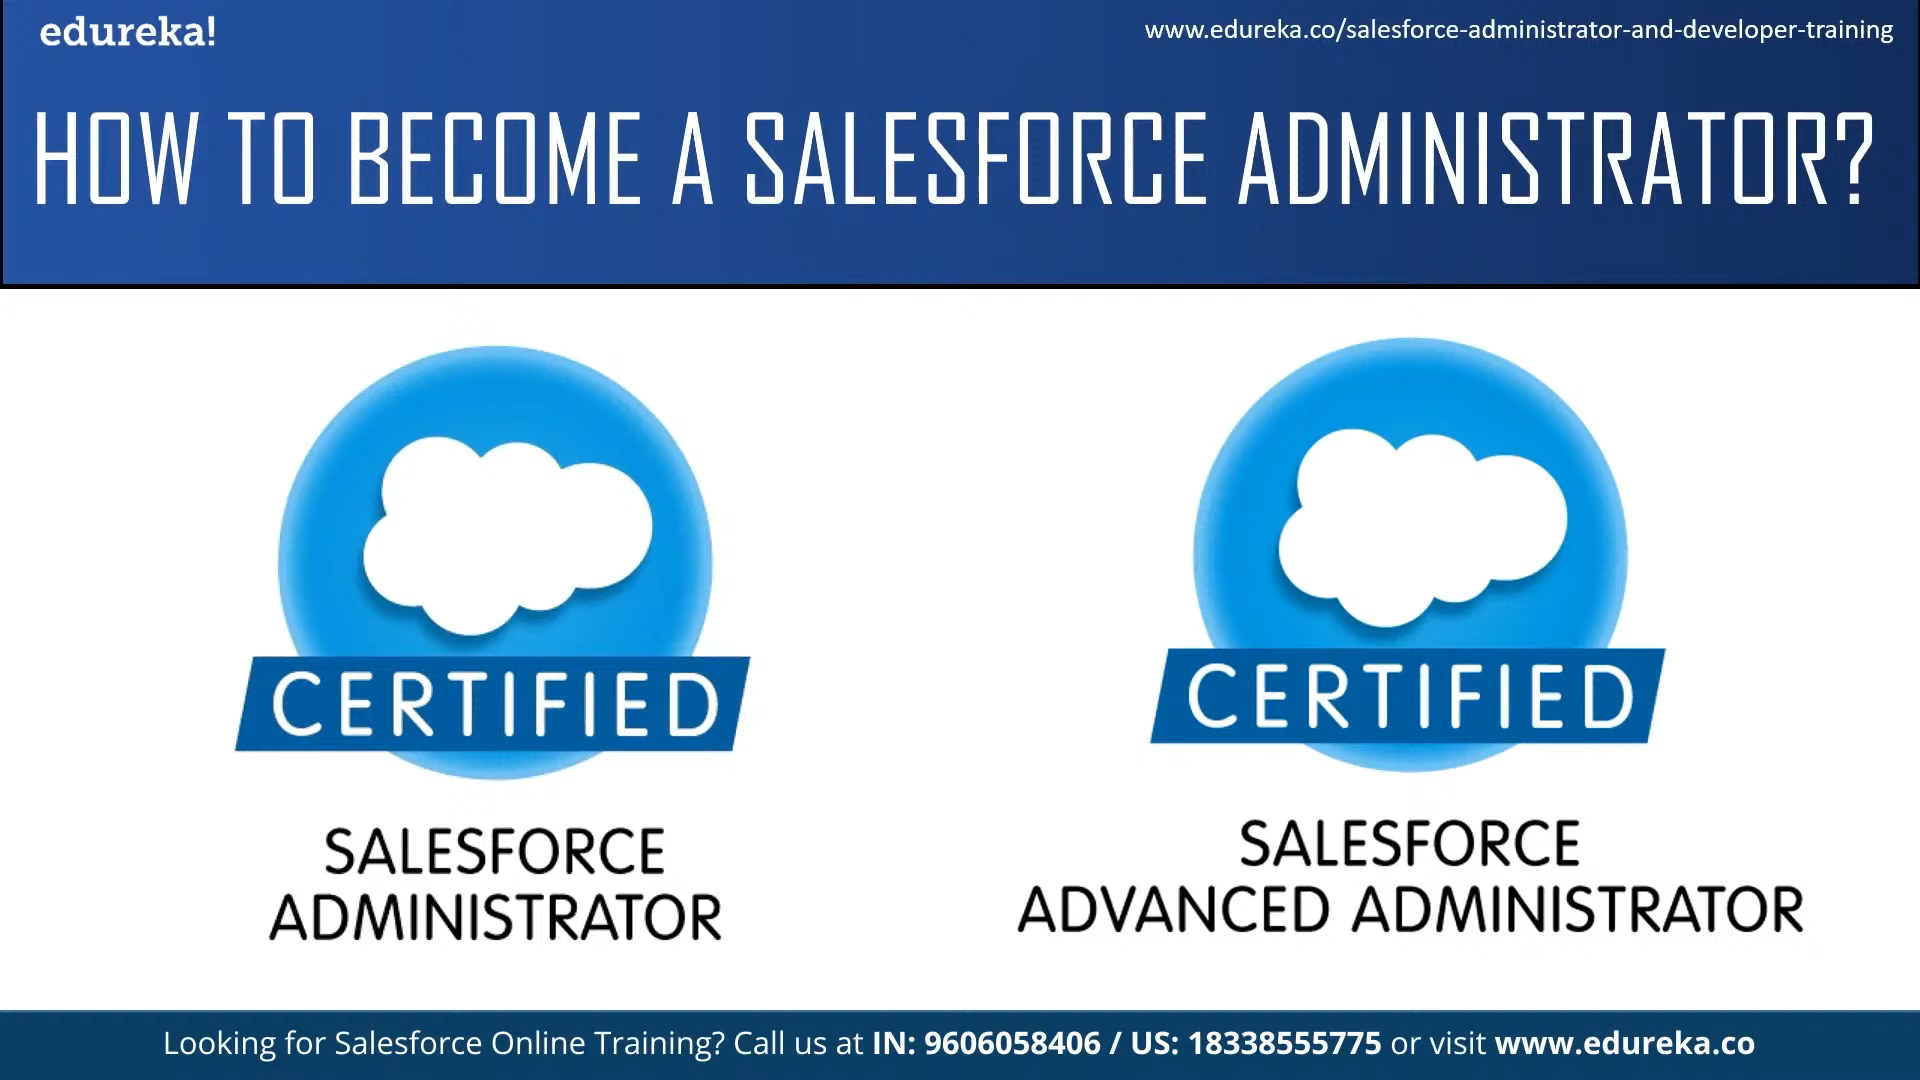 edureka!
www.edureka.co/salesforce-administrator-and-developer-training
HOW TO BECOME A SALESFORCE ADMINISTRATOR?
CERTIFIED
SALESFORCE
ADMINISTRATOR
CERTIFIED
SALESFORCE
ADVANCED ADMINISTRATOR
Looking for Salesforce Online Training? Call us at IN: 9606058406 / US: 18338555775 or visit www.edureka.co